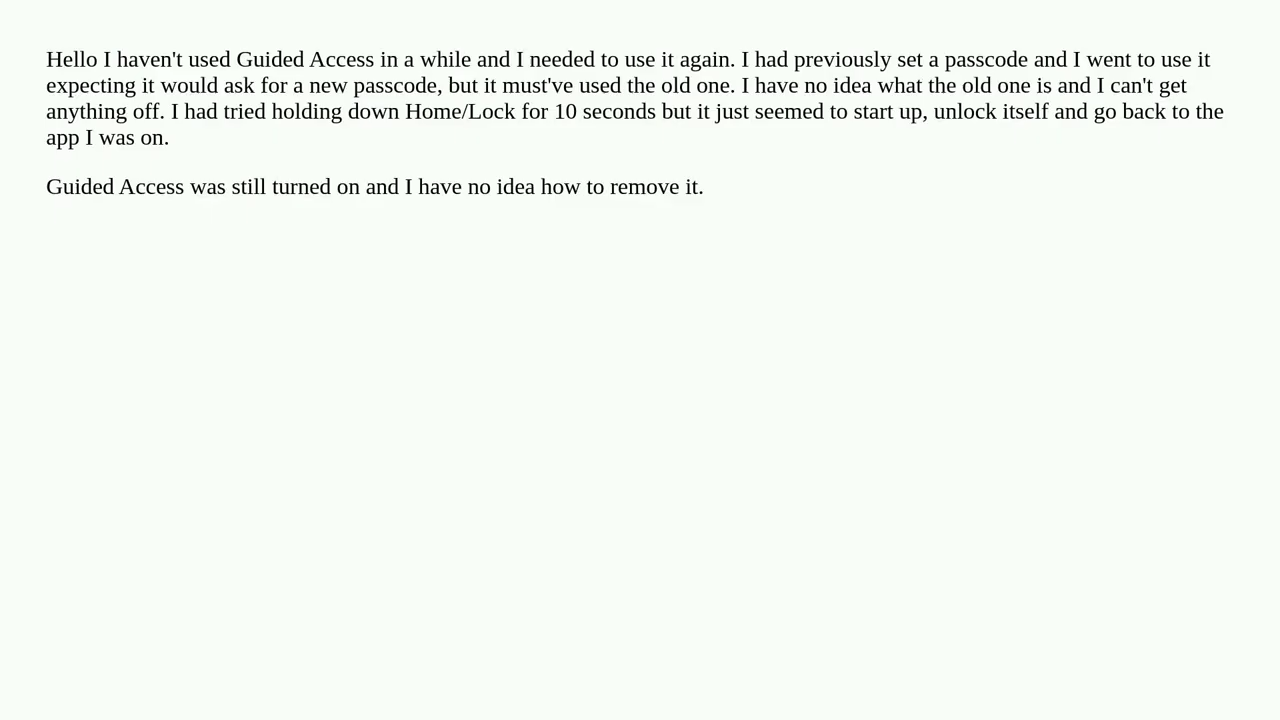 Hello I haven't used Guided Access in a while and I needed to use it again. I had previously set a passcode and I went to use it
expecting it would ask for a new passcode, but it must've used the old one. I have no idea what the old one is and I can't get
anything off. I had tried holding down Home/Lock for 10 seconds but it just seemed to start up, unlock itself and go back to the
app I was on.
Guided Access was still turned on and I have no idea how to remove it.